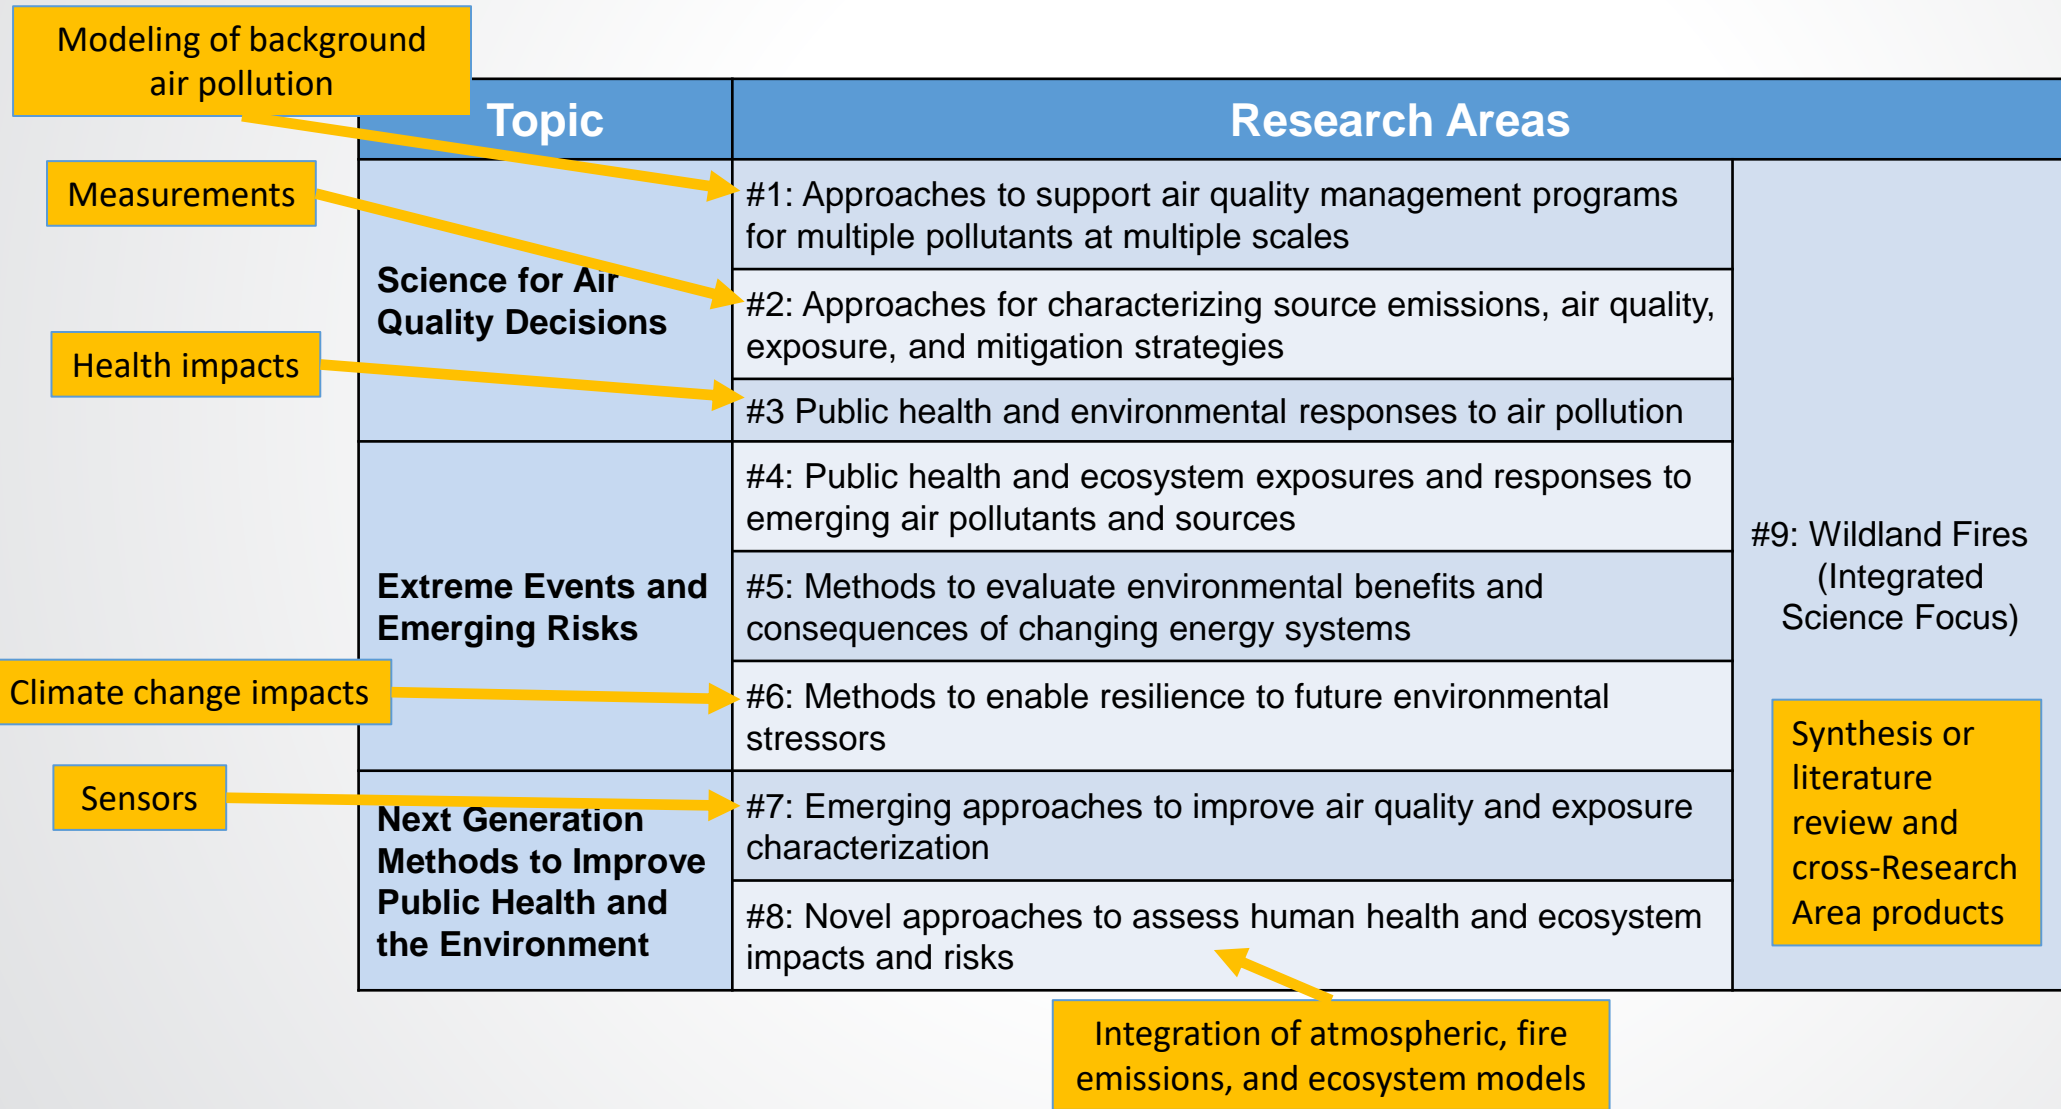 Modeling of background
air pollution
Topic
Research Areas
Measurements
Health impacts
Climate change impacts
Sensors
Science for Air
Quality Decisions
#1: Approaches to support air quality management programs
for multiple pollutants at multiple scales
#2: Approaches for characterizing source emissions, air quality,
exposure, and mitigation strategies
#3 Public health and environmental responses to air pollution
Extreme Events and
Emerging Risks
#4: Public health and ecosystem exposures and responses to
emerging air pollutants and sources
#5: Methods to evaluate environmental benefits and
consequences of changing energy systems
#6: Methods to enable resilience to future environmental
stressors
Next Generation
Methods to Improve
Public Health and
the Environment
#7: Emerging approaches to improve air quality and exposure
characterization
#8: Novel approaches to assess human health and ecosystem
impacts and risks
#9: Wildland Fires
(Integrated
Science Focus)
Synthesis or
literature
review and
cross-Research
Area products
Integration of atmospheric, fire
emissions, and ecosystem models